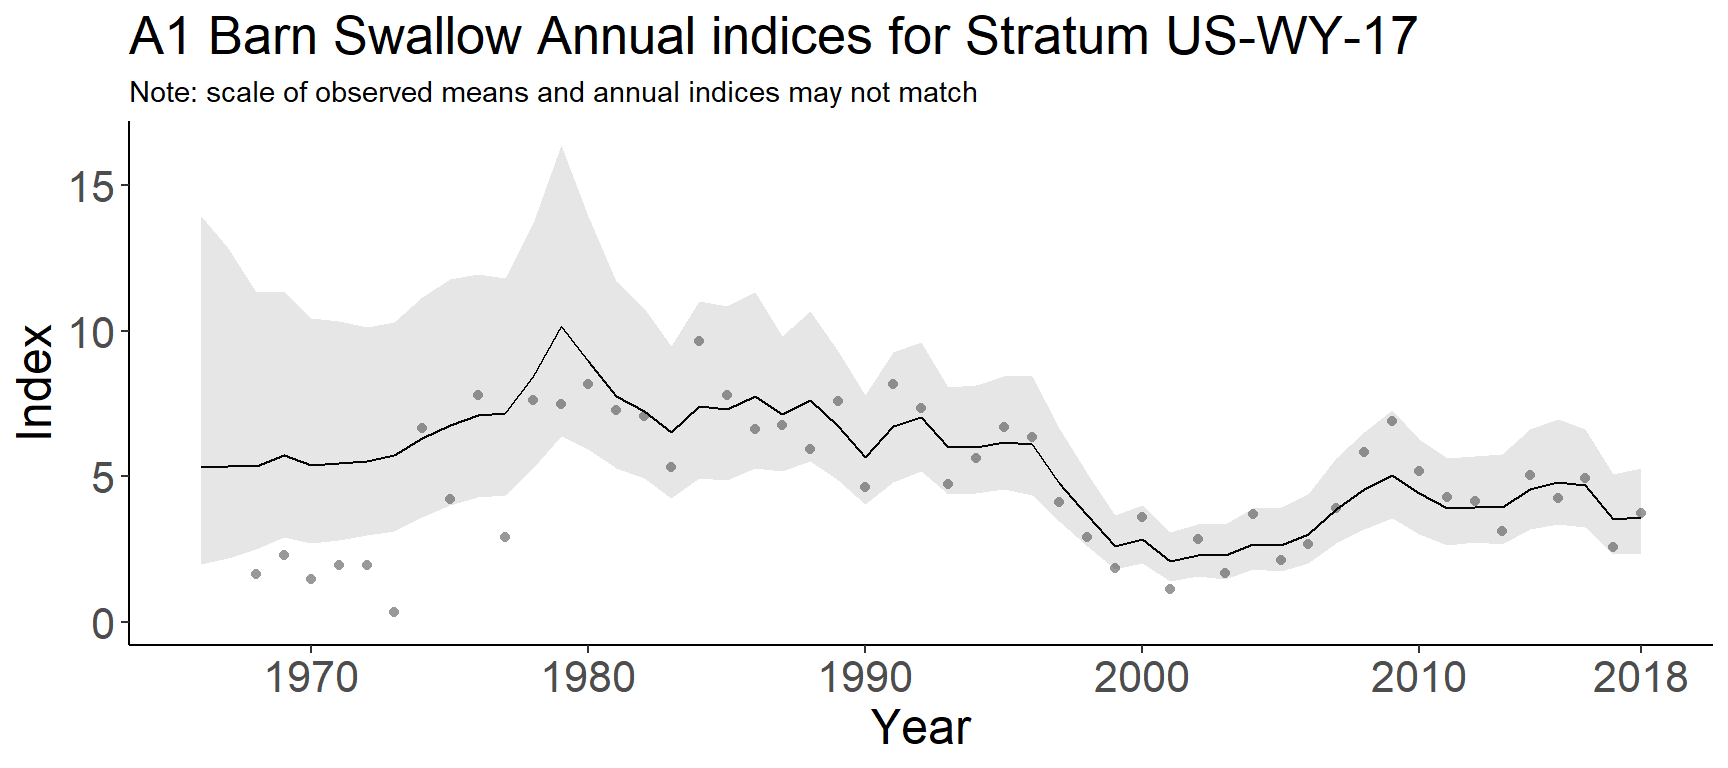 A1 Barn Swallow Annual indices for Stratum US-WY-17
Note: scale of observed means and annual indices may not match
15
10
5
0
Index
1970 1980 1990 2000 2010 2018
Year